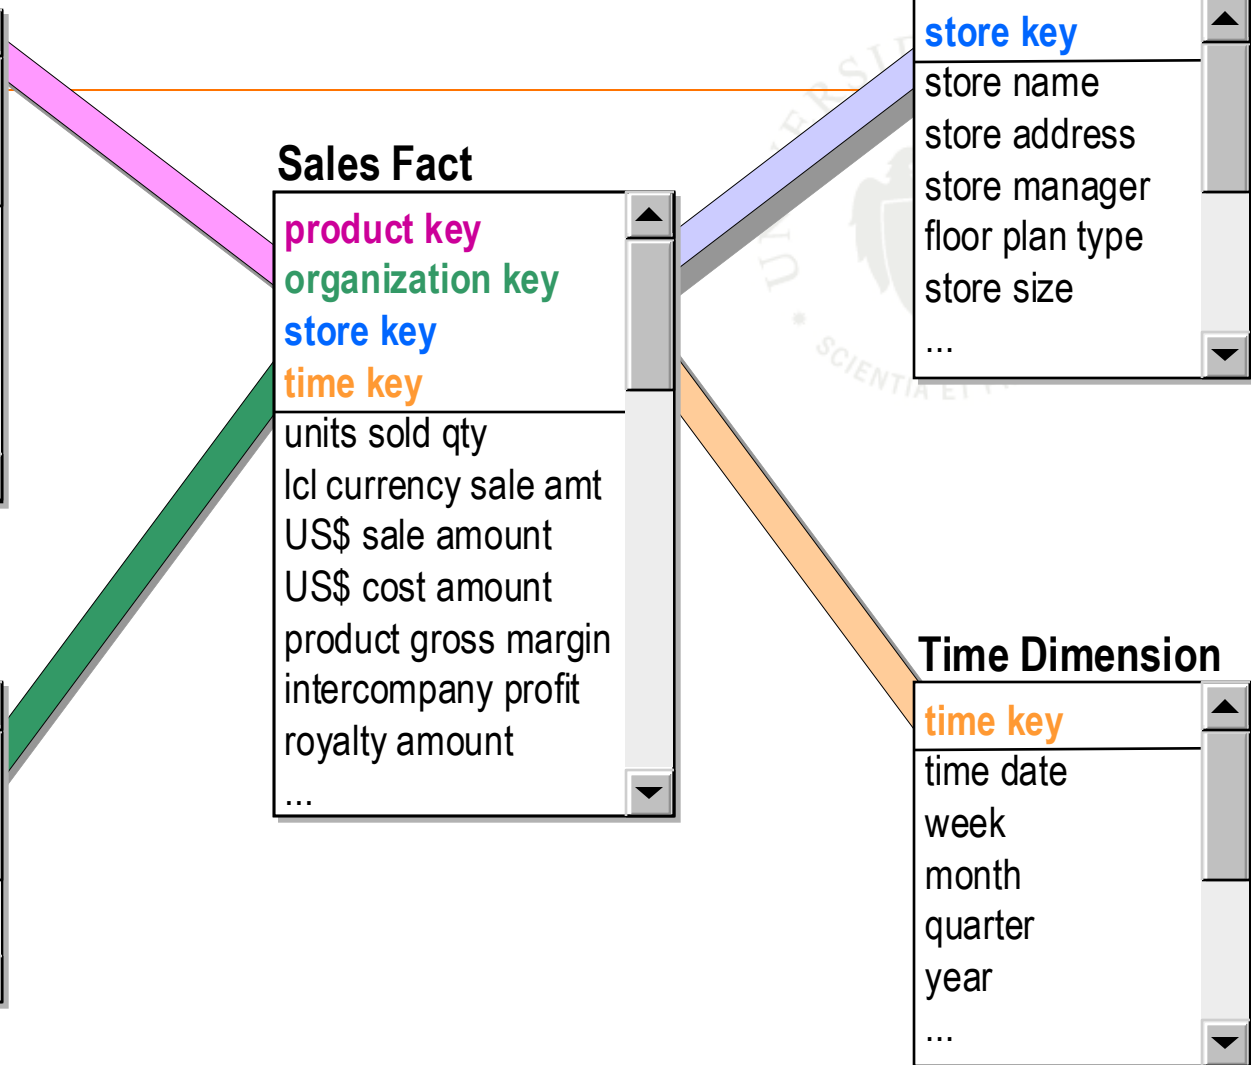 store key
store name
store address
store manager
floor plan type
store size
...
Sales Fact
product key
organization key
store key
time key
units sold qty
lcl currency sale amt
US$ sale amount
US$ cost amount
product gross margin
intercompany profit
royalty amount
...
Time Dimension
time key
time date
week
month
quarter
year
...
SCIENTIA ET